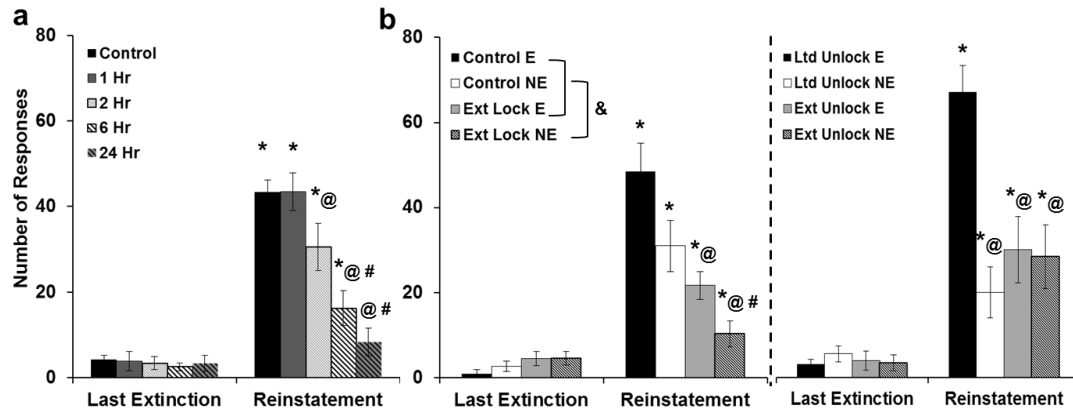 a
80
60
40
20
0
Number of Responses
Control
1 Hr
2 Hr
6 Hr
24 Hr
* *
*@
*@ #
@ #
Last Extinction Reinstatement
b
80
60
40
20
0
Control E
Control NE
Ext Lock E
Ext Lock NE
&
*
*
*@
*@ #
Last Extinction Reinstatement
Ltd Unlock E
Ltd Unlock NE
Ext Unlock E
Ext Unlock NE
*
*@
*@ *@
Last Extinction Reinstatement